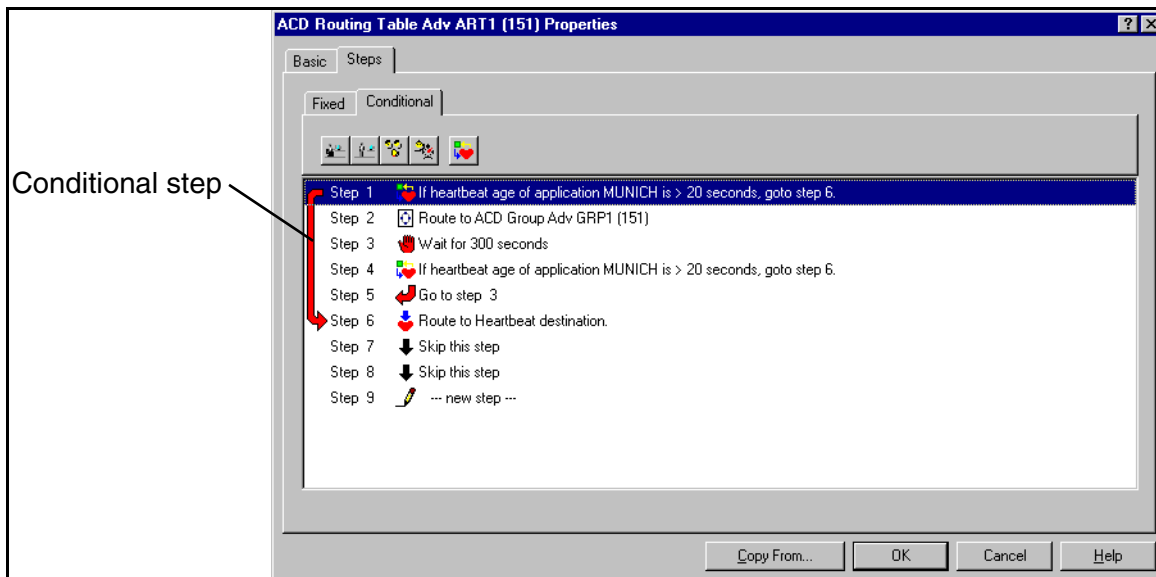 ACD Routing Table Adv ART1 (151) Properties
Basic Steps
Fixed Conditional
Conditional step
Step 1 If heartbeat age of application MUNICH is > 20 seconds, goto step 6.
Step 2 Route to ACD Group Adv GRP1 (151)
Step 3 Wait for 300 seconds
Step 4 If heartbeat age of application MUNICH is > 20 seconds, goto step 6.
Step 5 Go to step 3
Step 6 Route to Heartbeat destination.
Step 7 Skip this step
Step 8 Skip this step
Step 9 --- new step ---
Copy From... OK Cancel Help